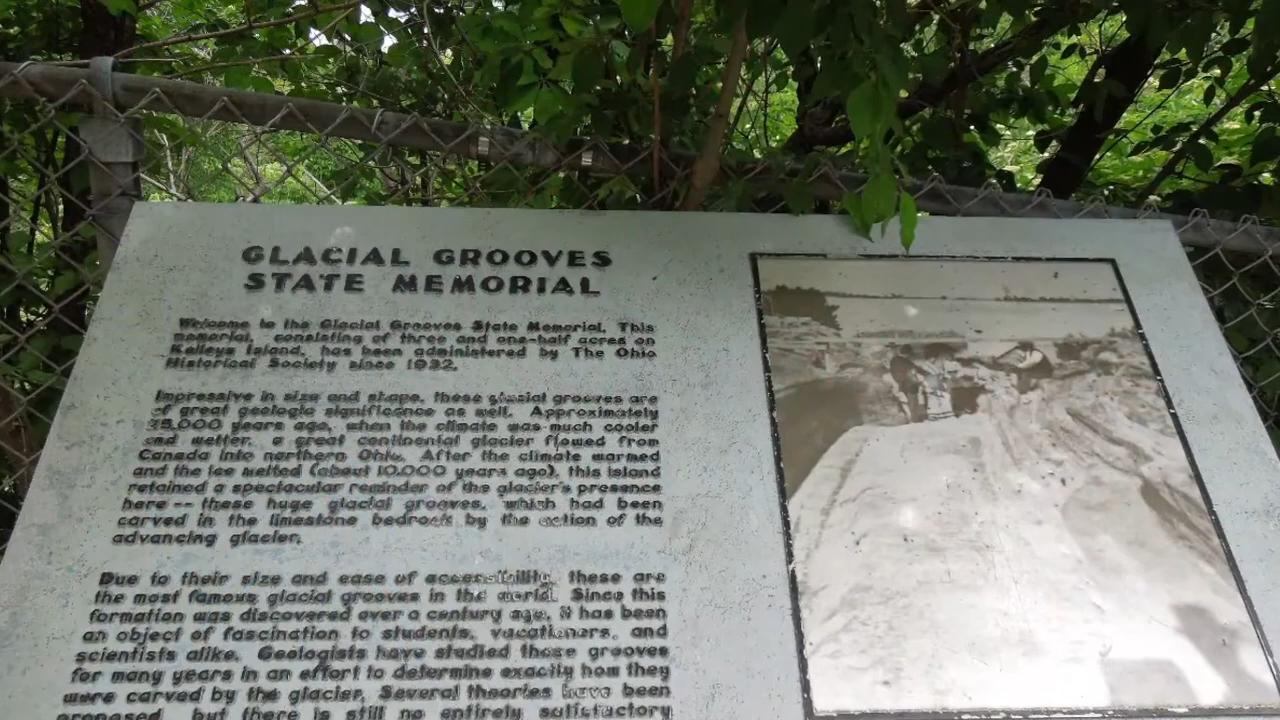 GLACIAL GROOVES
STATE MEMORIAL
Welcome to the Glacial Grooves State Memorial. This
memorial, consisting of three and one-half acres on
Kelleys Island, has been administered by The Ohio
Historical Society since 1932.
Impressive in size and shape, these glacial grooves are
of great geologic significance as well. Approximately
25,000 years ago, when the climate was much cooler
and wetter, a great continental glacier flowed from
Canada into northern Ohio. After the climate warmed
and the ice melted (about 10,000 years ago), this island
retained a spectacular reminder of the glacier's presence
here -- these huge glacial grooves, which had been
carved in the limestone bedrock by the action of the
advancing glacier.
Due to their size and ease of accessibility, these are
the most famous glacial grooves in the world. Since this
formation was discovered over a century ago, it has been
an object of fascination to students, vacationers, and
scientists alike. Geologists have studied those grooves
for many years in an effort to determine exactly how they
were carved by the glacier. Several theories have been
proposed, but there is still no entirely satisfactory